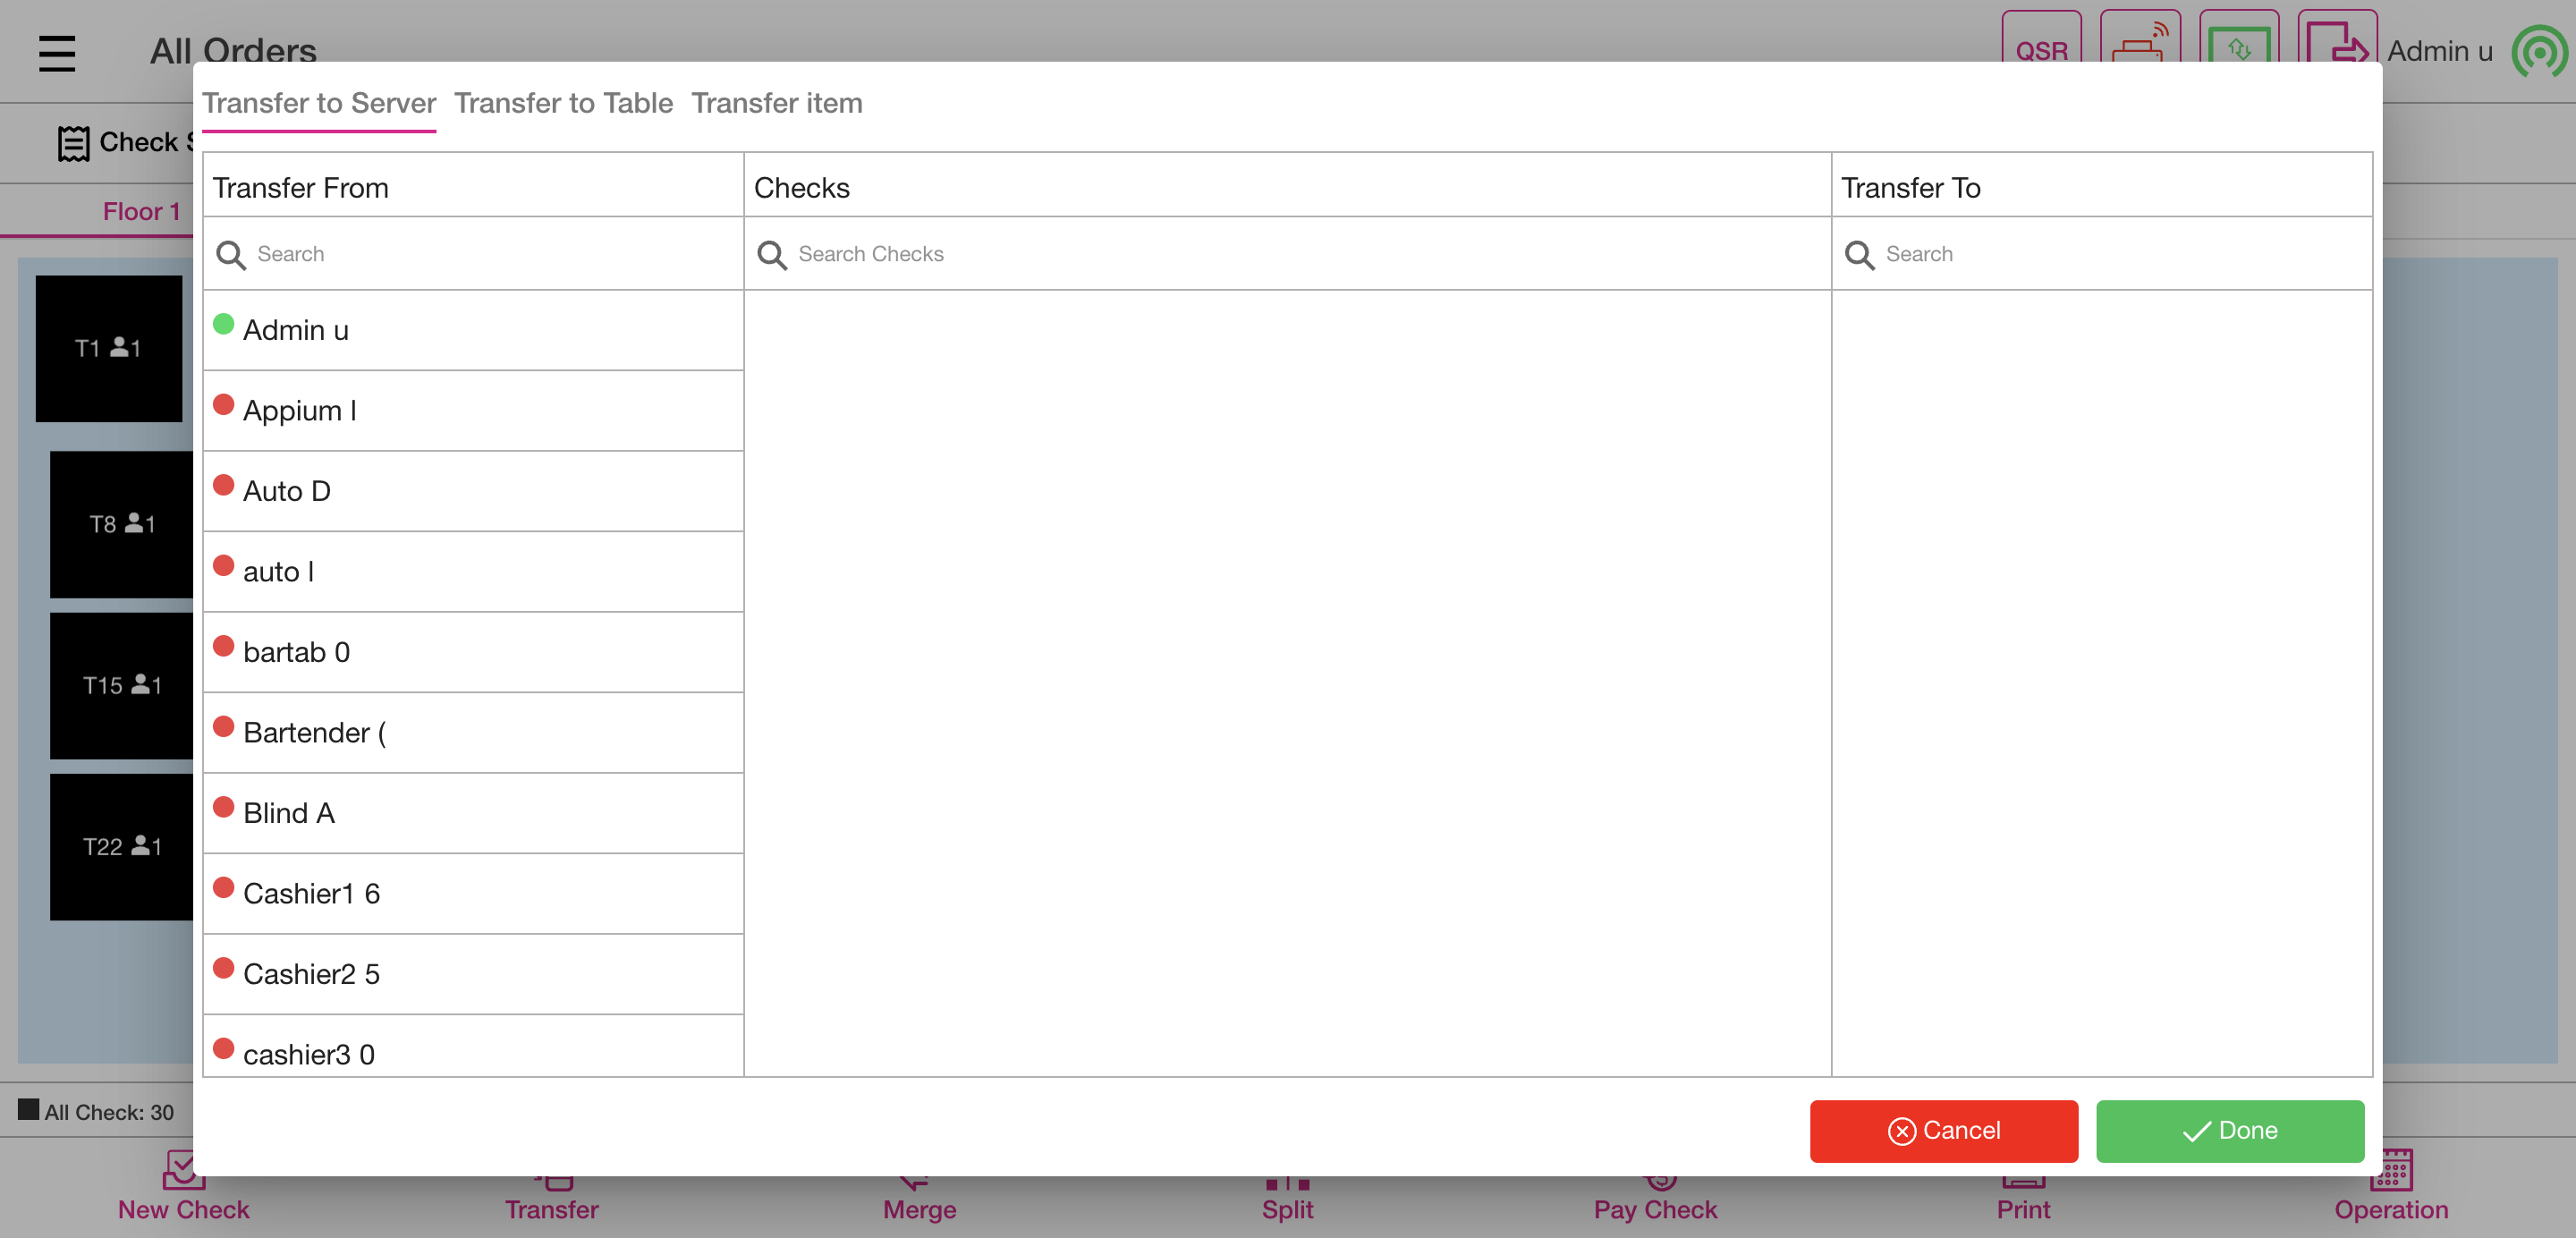 All Orders
QSR
Admin u
Transfer to Server Transfer to Table Transfer item
Check
Floor 1
Transfer From
Checks
Transfer To
Search
Search Checks
Search
Admin u
Appium I
Auto D
auto I
bartab 0
Bartender (
Blind A
Cashier1 6
Cashier2 5
cashier3 0
T1 1
T8 1
T15 1
T22 1
All Check: 30
Cancel
Done
New Check
Transfer
Merge
Split
Pay Check
Print
Operation